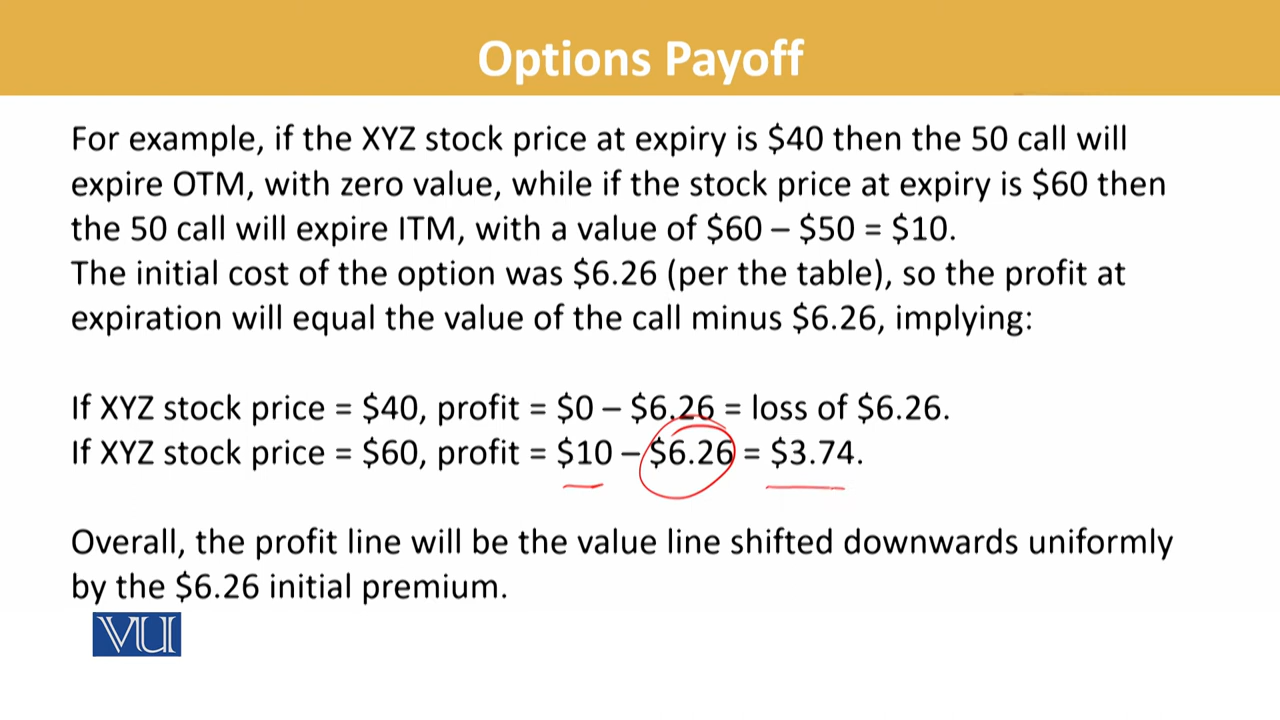 Options Payoff
For example, if the XYZ stock price at expiry is $40 then the 50 call will
expire OTM, with zero value, while if the stock price at expiry is $60 then
the 50 call will expire ITM, with a value of $60 – $50 = $10.
The initial cost of the option was $6.26 (per the table), so the profit at
expiration will equal the value of the call minus $6.26, implying:
If XYZ stock price = $40, profit = $0 – $6.26 = loss of $6.26.
If XYZ stock price = $60, profit = $10 – $6.26 = $3.74.
Overall, the profit line will be the value line shifted downwards uniformly
by the $6.26 initial premium.
VU